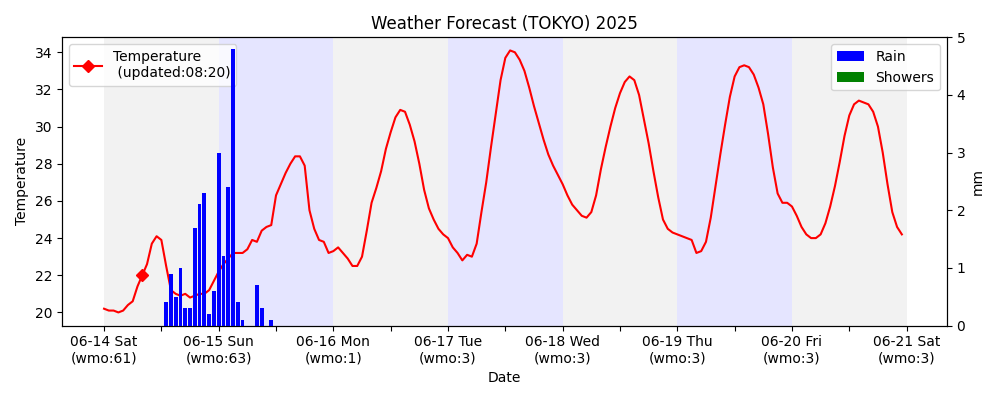 Weather Forecast (TOKYO) 2025
Temperature
(updated:08:20)
Rain
Showers
Temperature
34
32
30
28
26
24
22
20
5
4
3
2
1
0
mm
06-14 Sat
(wmo:61)
06-15 Sun
(wmo:63)
06-16 Mon
(wmo:1)
06-17 Tue
(wmo:3)
06-18 Wed
(wmo:3)
06-19 Thu
(wmo:3)
06-20 Fri
(wmo:3)
06-21 Sat
(wmo:3)
Date